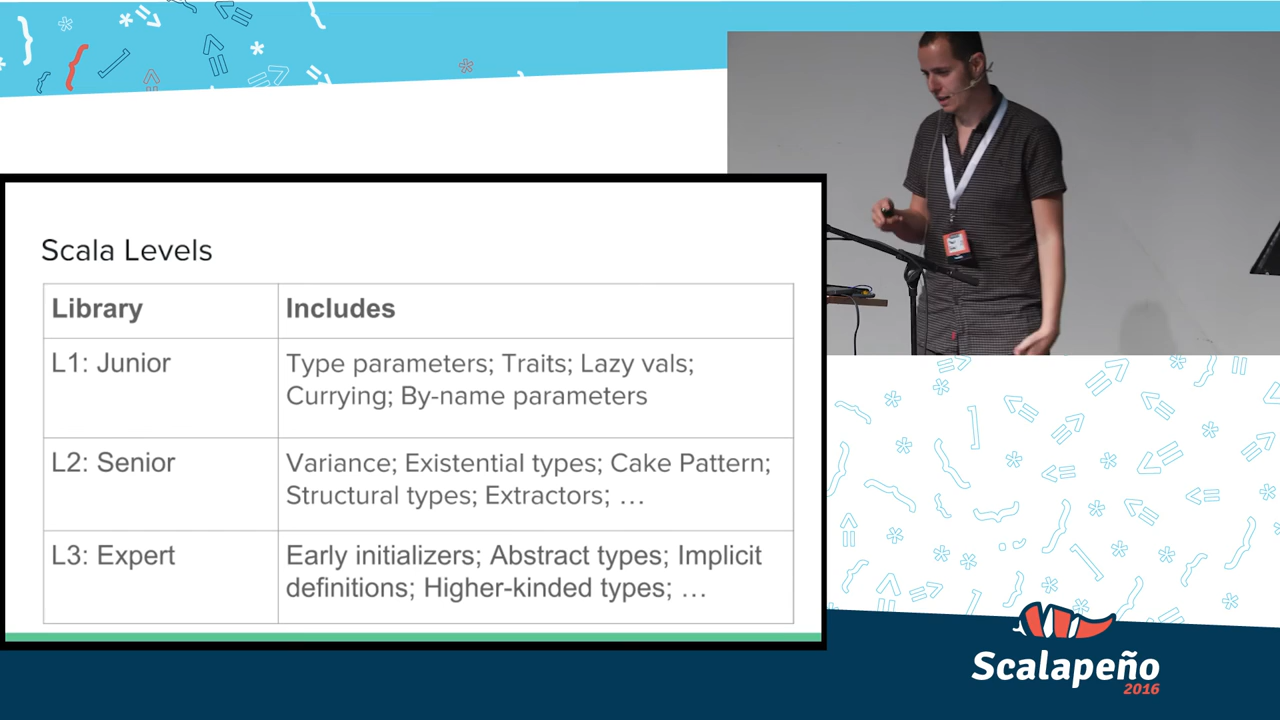 Scala Levels
Library Includes
L1: Junior Type parameters; Traits; Lazy vals;
Currying; By-name parameters
L2: Senior Variance; Existential types; Cake Pattern;
Structural types; Extractors; …
L3: Expert Early initializers; Abstract types; Implicit
definitions; Higher-kinded types; …
Scalapeño
2016